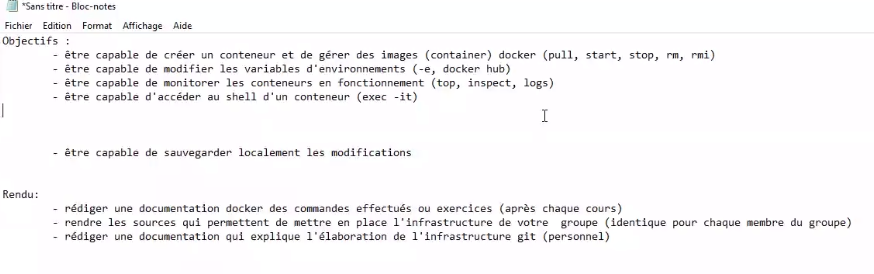 *Sans titre - Bloc-notes
Fichier Edition Format Affichage Aide
Objectifs :
- être capable de créer un conteneur et de gérer des images (container) docker (pull, start, stop, rm, rmi)
- être capable de modifier les variables d'environnements (-e, docker hub)
- être capable de monitorer les conteneurs en fonctionnement (top, inspect, logs)
- être capable d'accéder au shell d'un conteneur (exec -it)
- être capable de sauvegarder localement les modifications
Rendu:
- rédiger une documentation docker des commandes effectués ou exercices (après chaque cours)
- rendre les sources qui permettent de mettre en place l'infrastructure de votre  groupe (identique pour chaque membre du groupe)
- rédiger une documentation qui explique l'élaboration de l'infrastructure git (personnel)